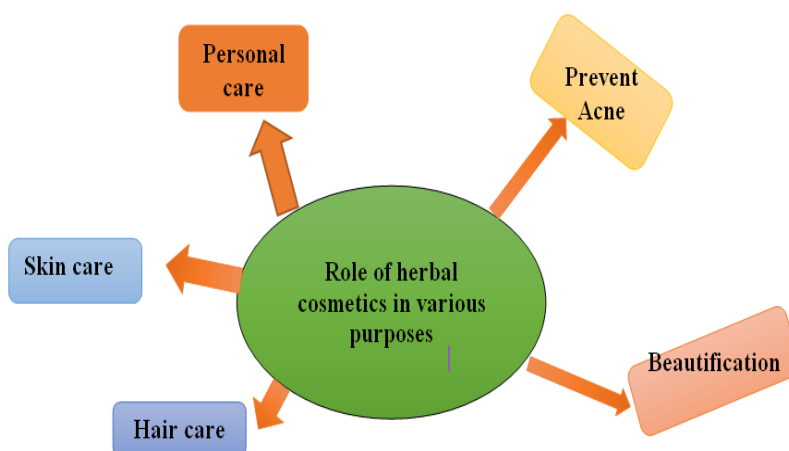 Personal
care
Prevent
Acne
Skin care
Role of herbal
cosmetics in various
purposes
Beautification
Hair care